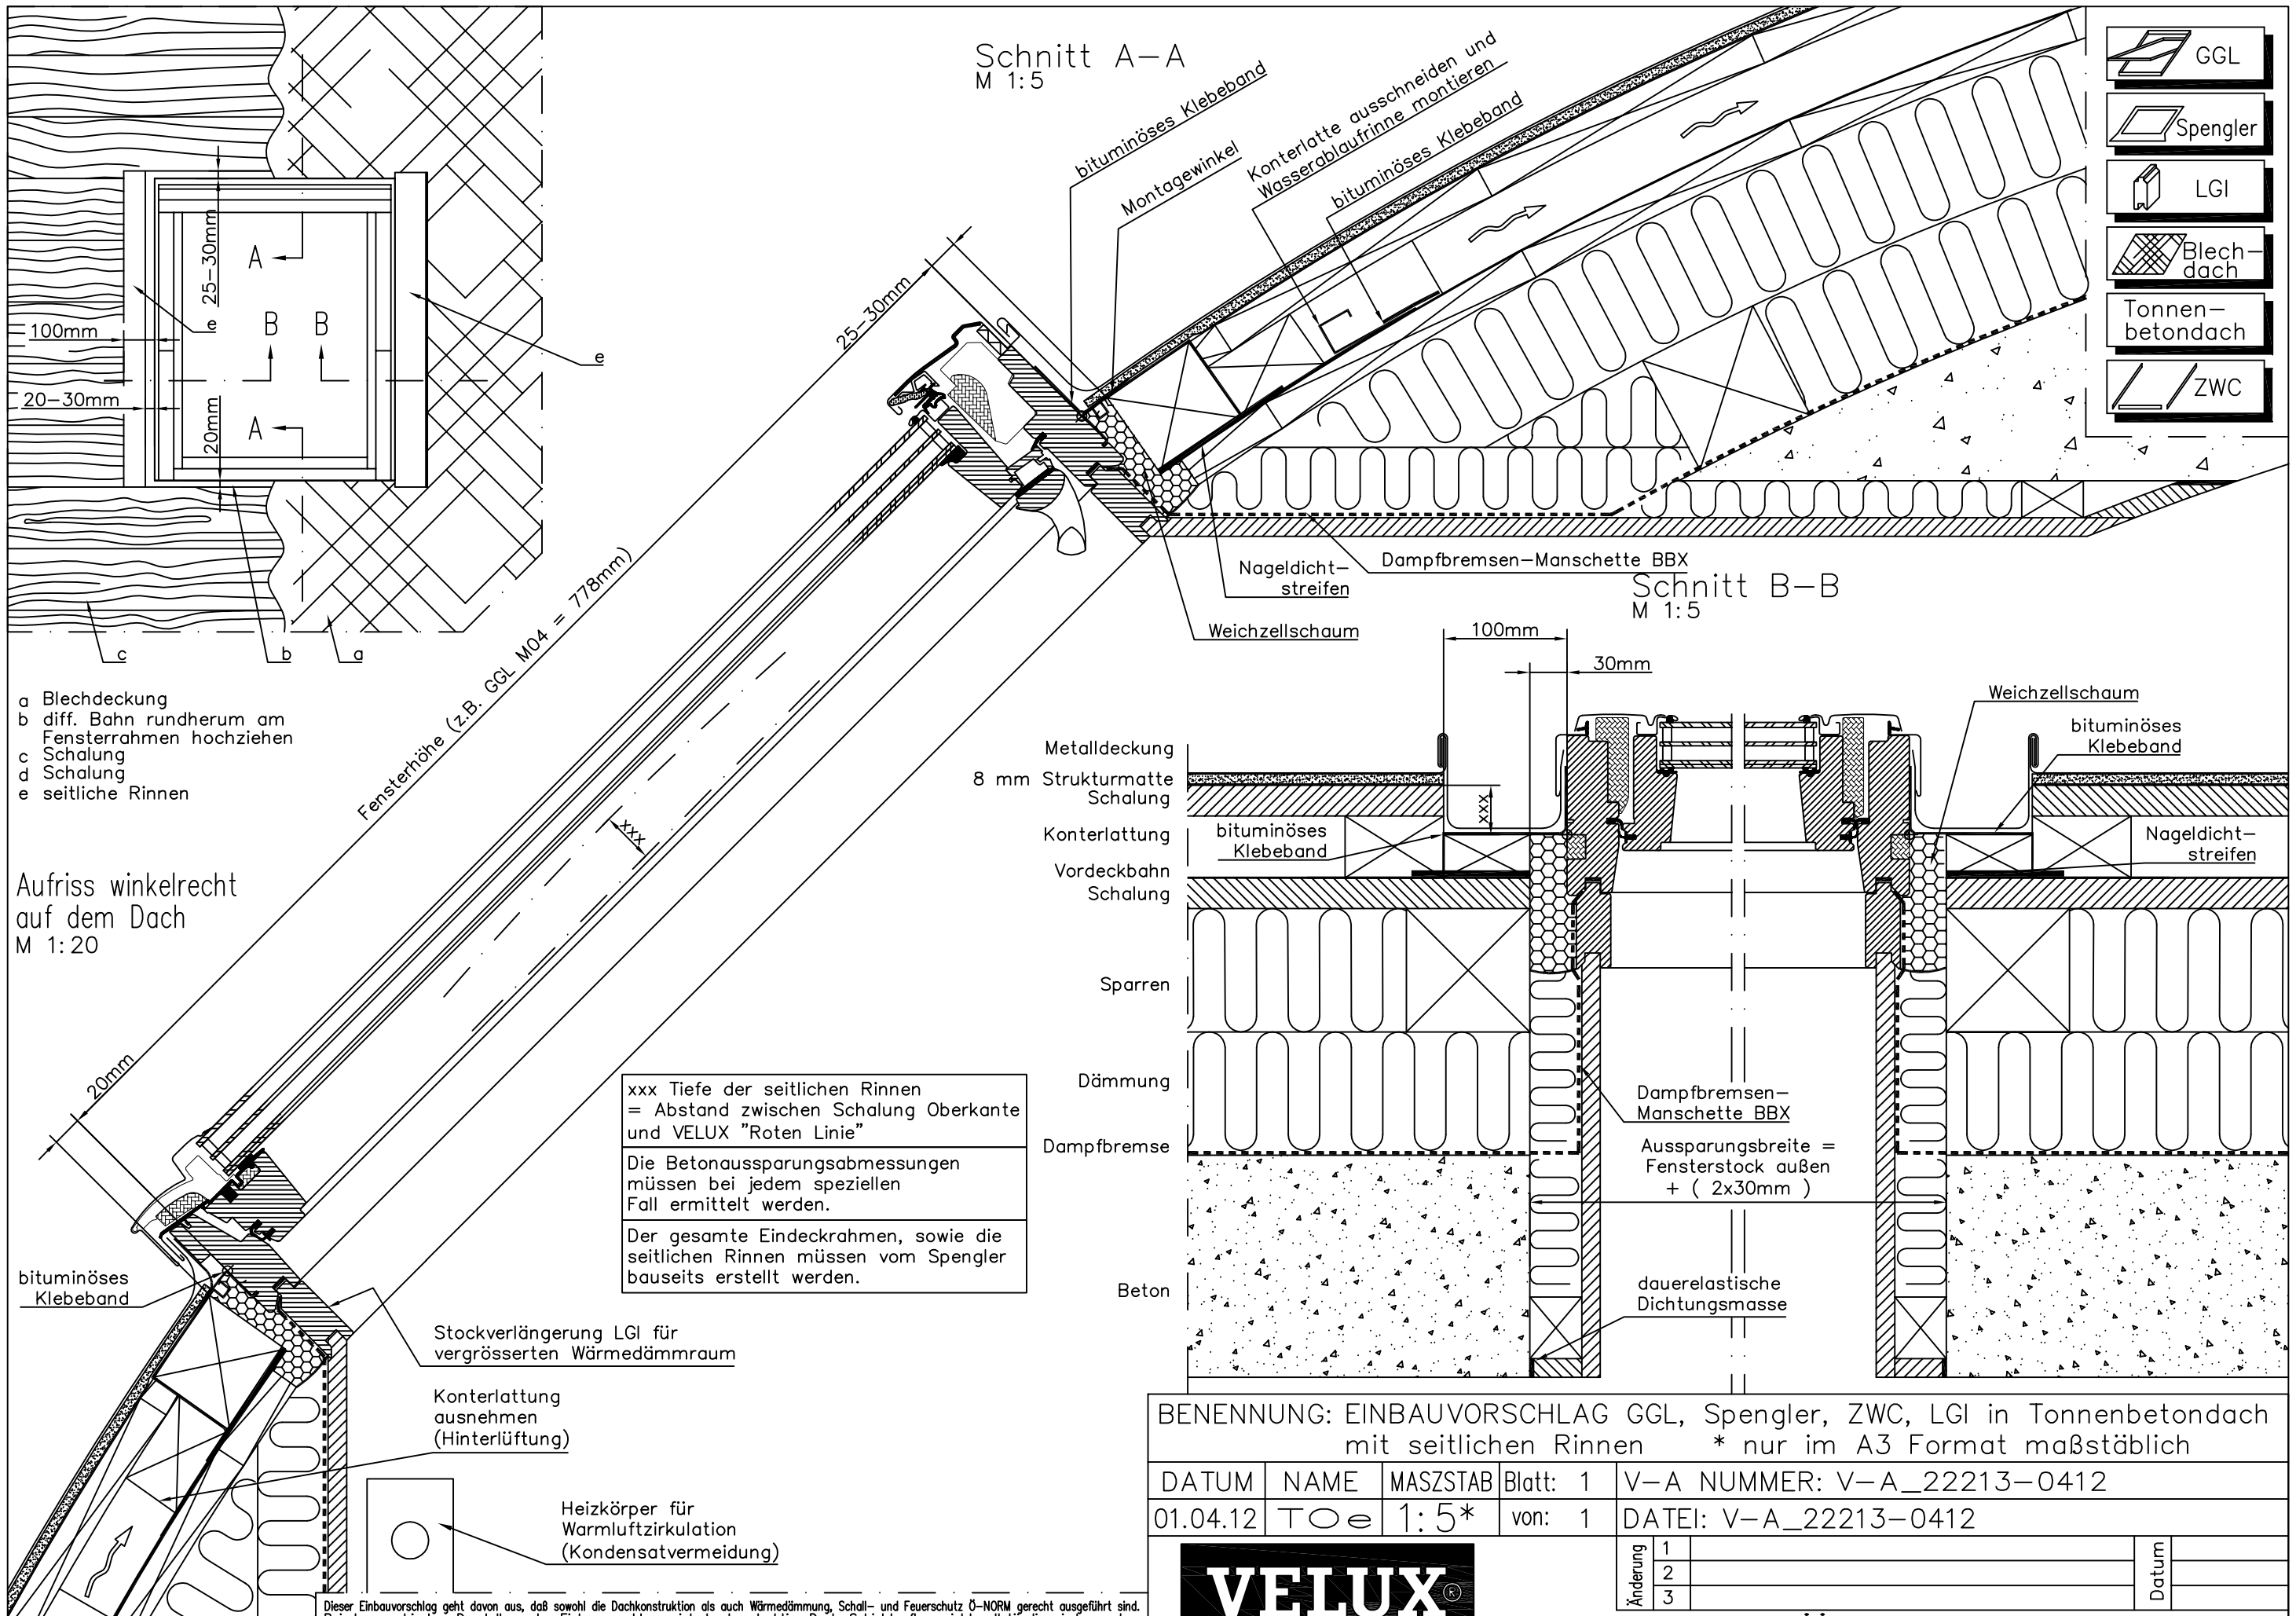 Schnitt A-A
M 1:5
bituminöses Klebeband
Montagewinkel
Konterlatte ausschneiden und
Wasserablaufrinne montieren
bituminöses Klebeband
GGL
Spengler
LGI
Blech-
dach
Tonnen-
betondach
ZWC
A
25-30mm
B B
e
100mm
e
20-30mm
20mm
A
c
b
a
a Blechdeckung
b diff. Bahn rundherum am
Fensterrahmen hochziehen
c Schalung
d Schalung
e seitliche Rinnen
Aufriss winkelrecht
auf dem Dach
M 1:20
25-30mm
Fensterhöhe (z.B. GGL M04 = 778mm)
20mm
xxx
Nageldicht-
streifen
Dampfbremsen-Manschette BBX
Weichzellschaum
Schnitt B-B
M 1:5
100mm
30mm
Weichzellschaum
bituminöses
Klebeband
Metalldeckung
8 mm Strukturmatte
Schalung
xxx
Konterlattung
bituminöses
Klebeband
Nageldicht-
streifen
Vordeckbahn
Schalung
Sparren
Dämmung
Dampfbremsen-
Manschette BBX
Dampfbremse
Aussparungsbreite =
Fensterstock außen
+ ( 2x30mm )
Beton
dauerelastische
Dichtungsmasse
xxx Tiefe der seitlichen Rinnen
= Abstand zwischen Schalung Oberkante
und VELUX "Roten Linie"
Die Betonaussparungsabmessungen
müssen bei jedem speziellen
Fall ermittelt werden.
Der gesamte Eindeckrahmen, sowie die
seitlichen Rinnen müssen vom Spengler
bauseits erstellt werden.
bituminöses
Klebeband
Stockverlängerung LGI für
vergrösserten Wärmedämmraum
Konterlattung
ausnehmen
(Hinterlüftung)
Heizkörper für
Warmluftzirkulation
(Kondensatvermeidung)
BENENNUNG: EINBAUVORSCHLAG GGL, Spengler, ZWC, LGI in Tonnenbetondach
mit seitlichen Rinnen * nur im A3 Format maßstäblich
DATUM NAME MASZSTAB Blatt: 1 V-A NUMMER: V-A_22213-0412
01.04.12 TOe 1:5* von: 1 DATEI: V-A_22213-0412
Änderung 1 2 3 Datum
VELUX®
Dieser Einbauvorschlag geht davon aus, daß sowohl die Dachkonstruktion als auch Wärmedämmung, Schall- und Feuerschutz Ö-NORM gerecht ausgeführt sind.